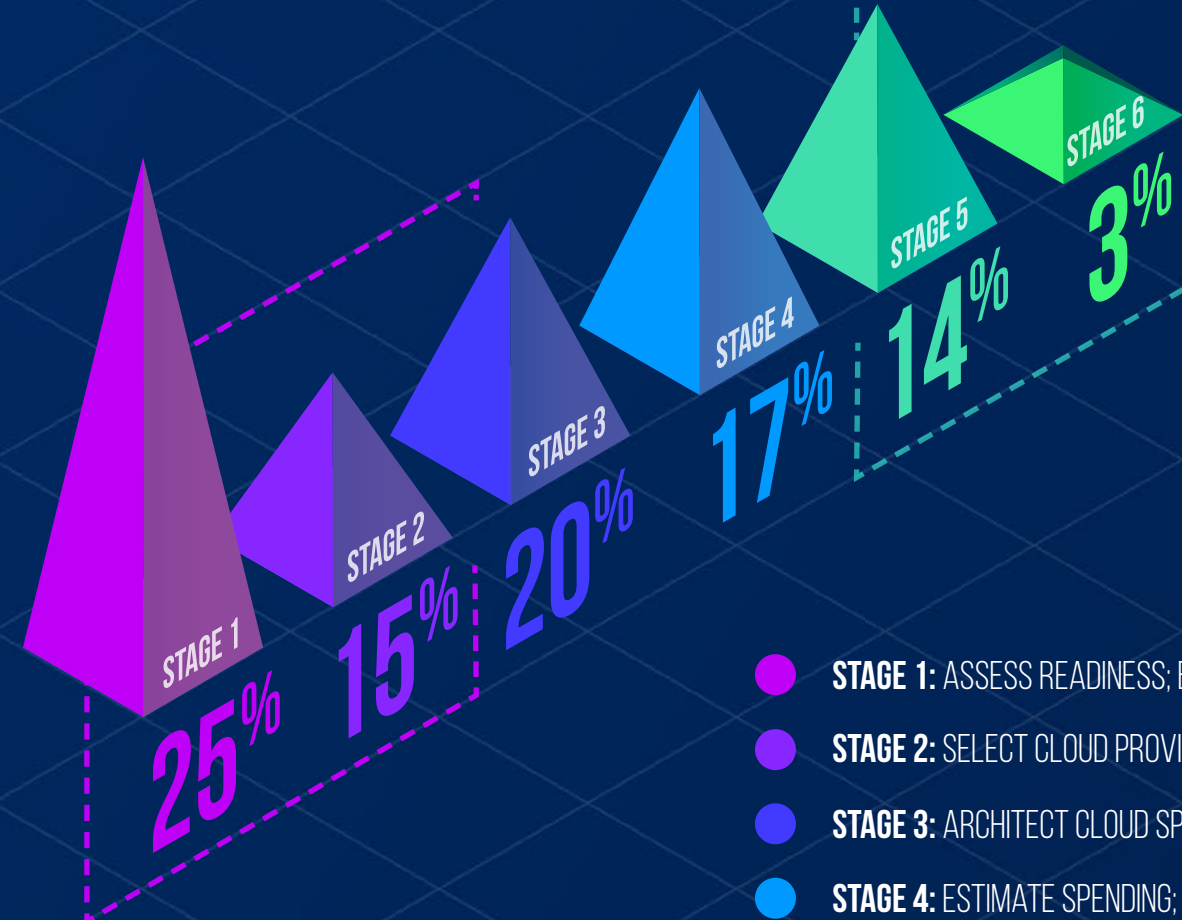 STAGE 1
25%
STAGE 2
15%
STAGE 3
20%
STAGE 4
17%
STAGE 5
14%
STAGE 6
3%
STAGE 1: ASSESS READINESS;
STAGE 2: SELECT CLOUD
STAGE 3: ARCHITECT CLOUD
STAGE 4: ESTIMATE SPENDING;